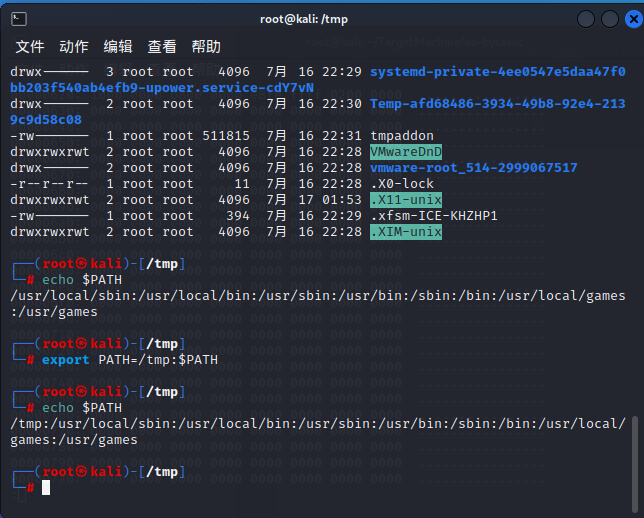 root@kali: /tmp
文件 动作 编辑 查看 帮助
drwx------ 3 root root 4096 7月 16 22:29 systemd-private-4ee0547e5daa47f0
bb203f540ab4efb9-upower.service-cdY7vN
drwx------ 2 root root 4096 7月 16 22:30 Temp-afd68486-3934-49b8-92e4-213
9c9d58c08
-rw------- 1 root root 511815 7月 16 22:31 tmpaddon
drwxrwxrwt 2 root root 4096 7月 16 22:28 VMwareDnD
drwx------ 2 root root 4096 7月 16 22:28 vmware-root_514-2999067517
-r--r--r-- 1 root root 11 7月 16 22:28 .X0-lock
drwxrwxrwt 2 root root 4096 7月 17 01:53 .X11-unix
-rw------- 1 root root 394 7月 16 22:29 .xfsm-ICE-KHZHP1
drwxrwxrwt 2 root root 4096 7月 16 22:28 .XIM-unix
┌──(root㉿kali)-[/tmp]
└─# echo $PATH
/usr/local/sbin:/usr/local/bin:/usr/sbin:/usr/bin:/sbin:/bin:/usr/local/games
:/usr/games
┌──(root㉿kali)-[/tmp]
└─# export PATH=/tmp:$PATH
┌──(root㉿kali)-[/tmp]
└─# echo $PATH
/tmp:/usr/local/sbin:/usr/local/bin:/usr/sbin:/usr/bin:/sbin:/bin:/usr/local/
games:/usr/games
┌──(root㉿kali)-[/tmp]
└─#